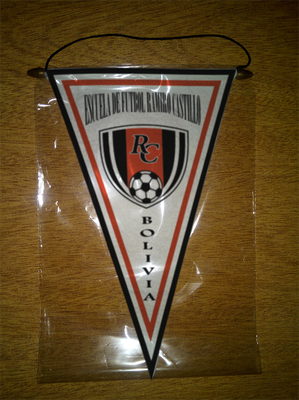 ESCUELA DE FUTBOL RAMIRO CASTILLO
RC
BOLIVIA